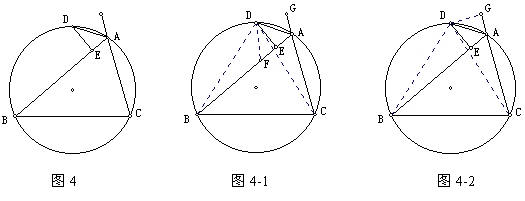 D A E B C
G D A E F B C
G D A E B C
图 4 图 4-1 图 4-2